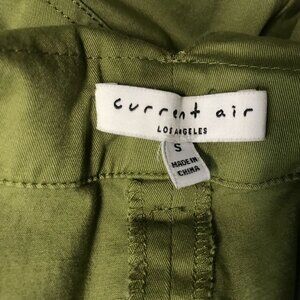 current air
LOS ANGELES
S
MADE IN
CHINA